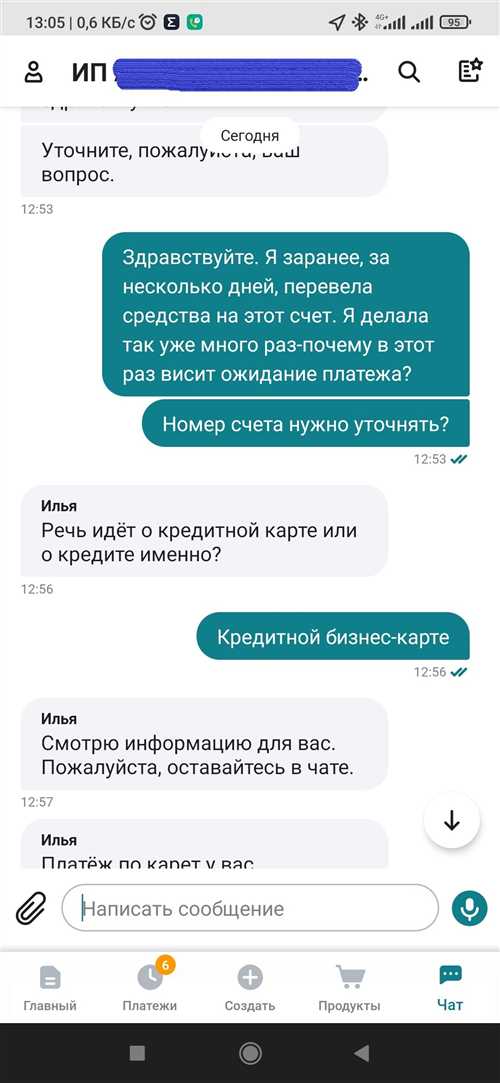 13:05 | 0,6 КБ/с
4G+
95
ИП
Сегодня
Уточните, пожалуйста, ваш
вопрос.
12:53
Здравствуйте. Я заранее, за
несколько дней, перевела
средства на этот счет. Я делала
так уже много раз-почему в этот
раз висит ожидание платежа?
Номер счета нужно уточнять?
12:53
Илья
Речь идёт о кредитной карте или
о кредите именно?
12:56
Кредитной бизнес-карте
12:56
Илья
Смотрю информацию для вас.
Пожалуйста, оставайтесь в чате.
12:57
Илья
Платёж по карет у вас
Написать сообщение
6
Главный
Платежи
Создать
Продукты
Чат